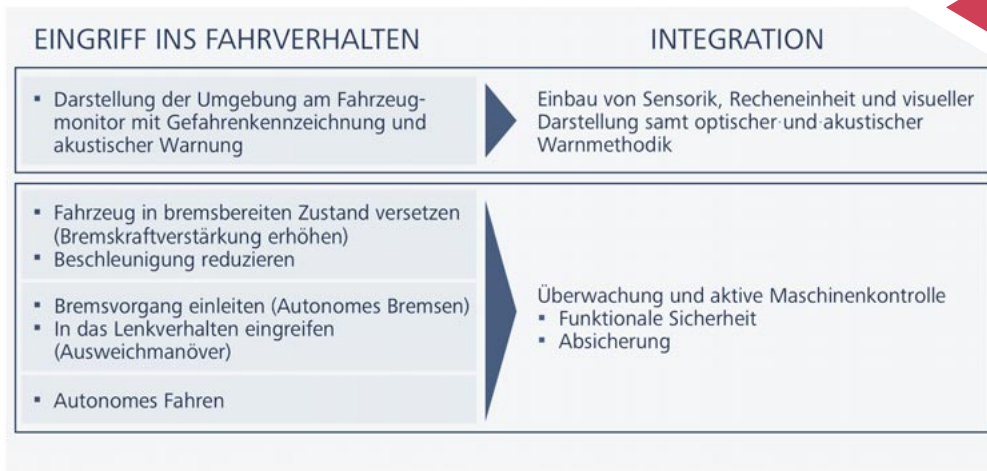 EINGRIFF INS FAHRVERHALTEN
INTEGRATION
▪ Darstellung der Umgebung am Fahrzeug-
monitor mit Gefahrenkennzeichnung und
akustischer Warnung
Einbau von Sensorik, Recheneinheit und visueller
Darstellung samt optischer und akustischer
Warnmethodik
▪ Fahrzeug in bremsbereiten Zustand versetzen
(Bremskraftverstärkung erhöhen)
▪ Beschleunigung reduzieren
▪ Bremsvorgang einleiten (Autonomes Bremsen)
▪ In das Lenkverhalten eingreifen
(Ausweichmanöver)
▪ Autonomes Fahren
Überwachung und aktive Maschinenkontrolle
▪ Funktionale Sicherheit
▪ Absicherung